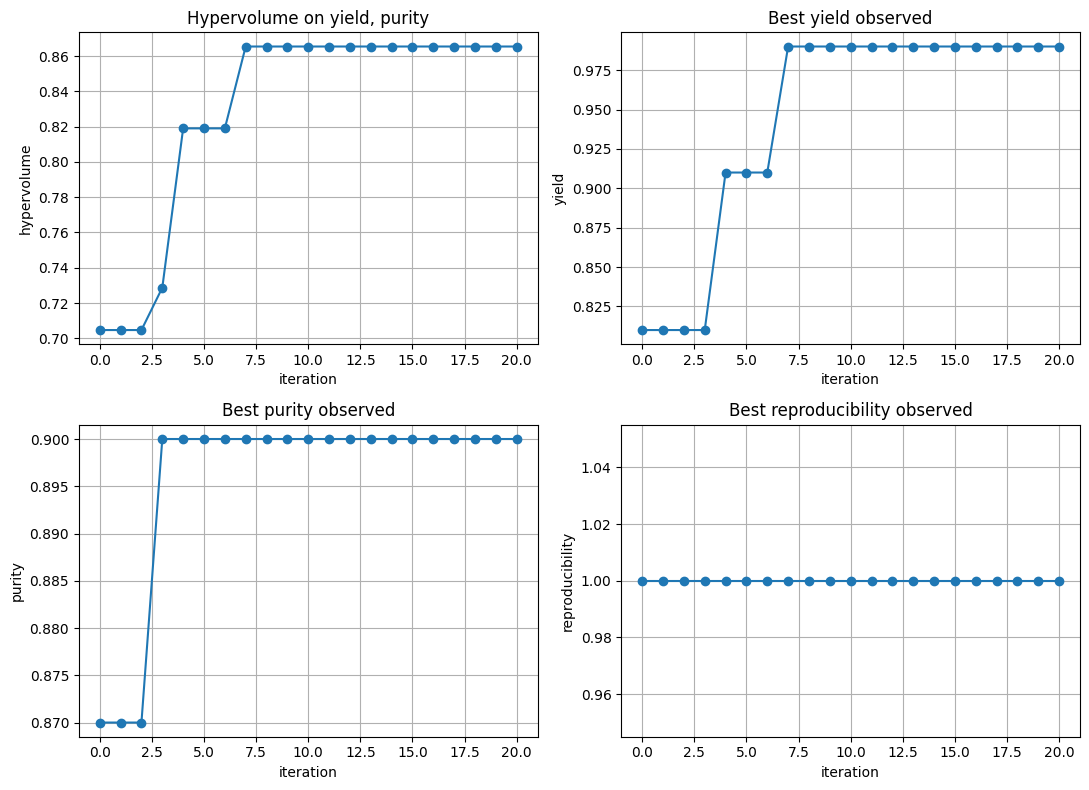 Hypervolume on yield, purity
0.86
0.84
0.82
0.80
0.78
0.76
0.74
0.72
0.70
hypervolume
0.0 2.5 5.0 7.5 10.0 12.5 15.0 17.5 20.0
iteration
Best yield observed
0.975
0.950
0.925
0.900
0.875
0.850
0.825
yield
0.0 2.5 5.0 7.5 10.0 12.5 15.0 17.5 20.0
iteration
Best purity observed
0.900
0.895
0.890
0.885
0.880
0.875
0.870
purity
0.0 2.5 5.0 7.5 10.0 12.5 15.0 17.5 20.0
iteration
Best reproducibility observed
1.04
1.02
1.00
0.98
0.96
reproducibility
0.0 2.5 5.0 7.5 10.0 12.5 15.0 17.5 20.0
iteration